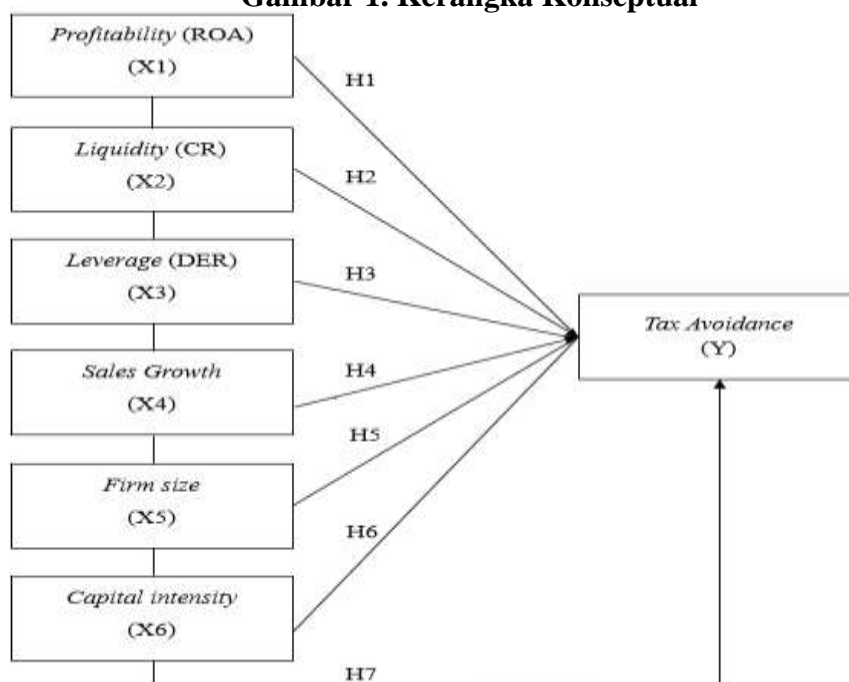 Gambar 1. Kerangka Konseptual
Profitability (ROA)
(X1)
H1
Liquidity (CR)
(X2)
H2
Leverage (DER)
(X3)
H3
Tax Avoidance
(Y)
Sales Growth
(X4)
H4
H5
Firm size
(X5)
H6
Capital intensity
(X6)
H7